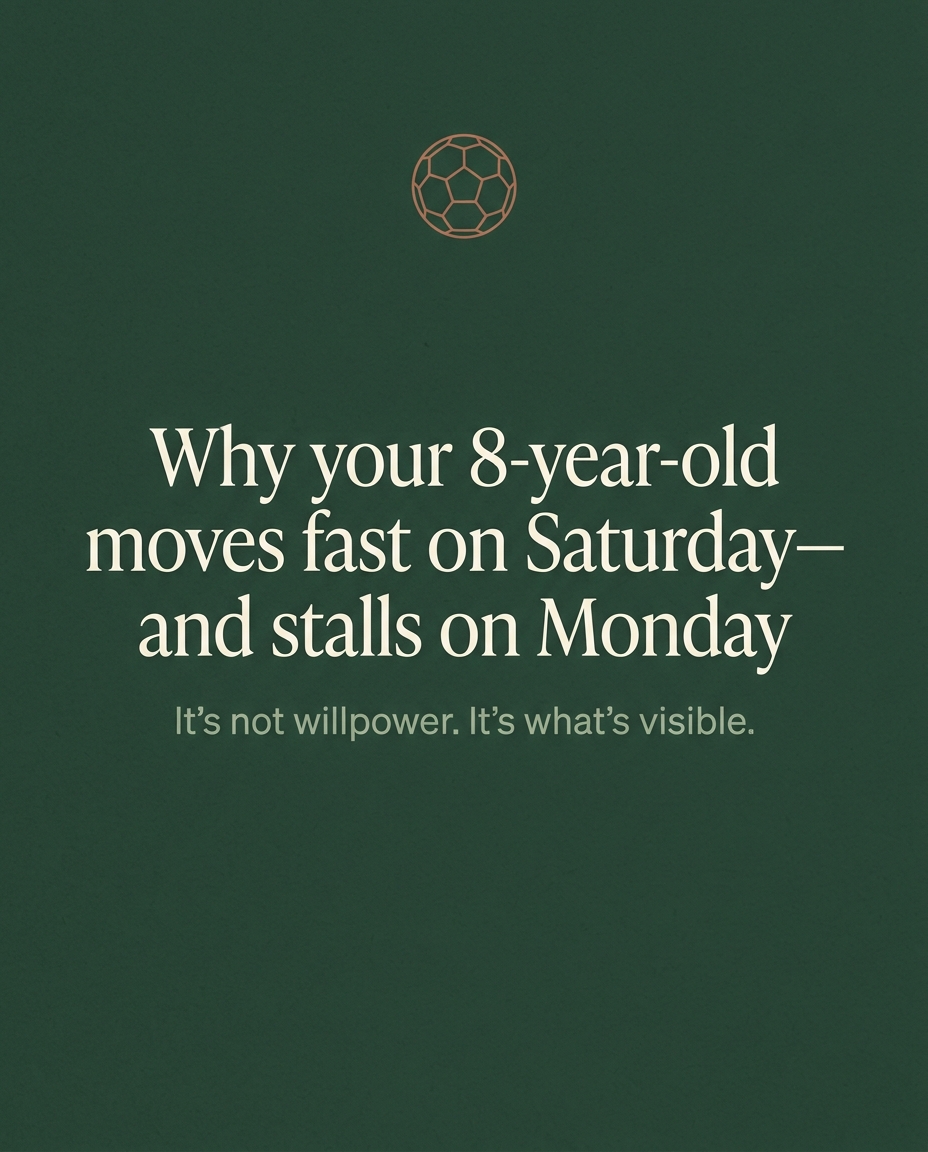 Why your 8-year-old
moves fast on Saturday—
and stalls on Monday
It’s not willpower. It’s what’s visible.